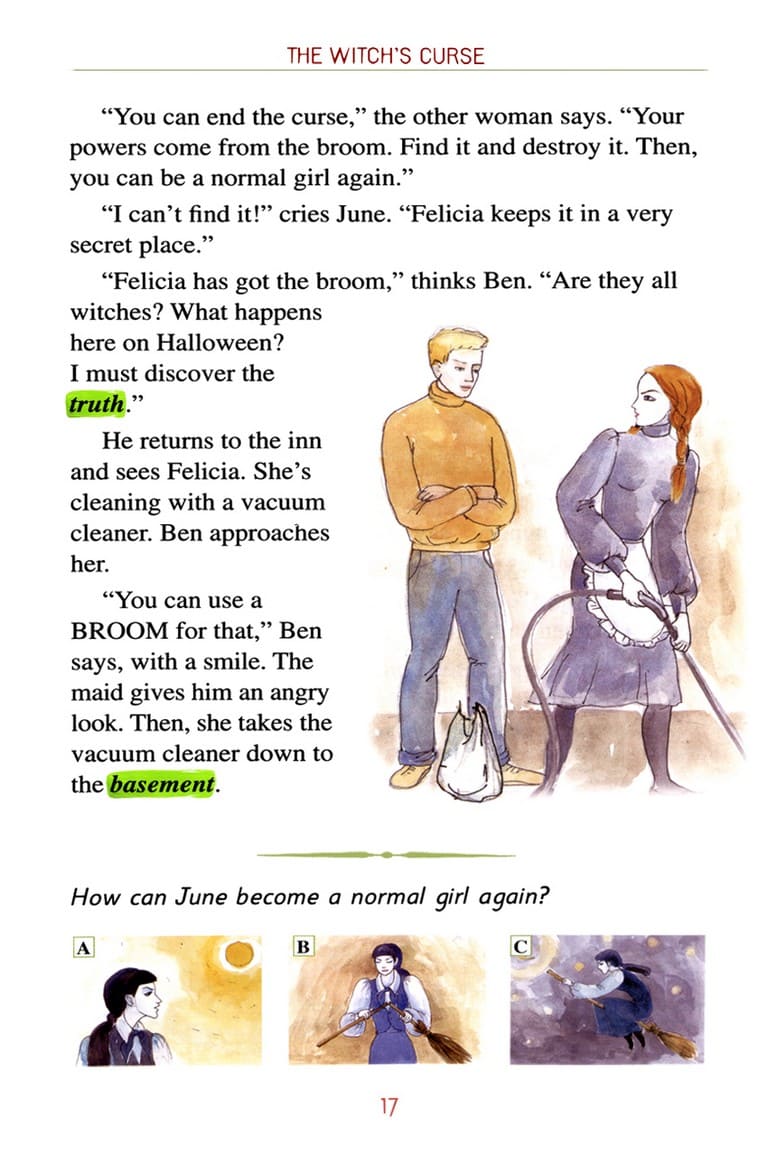 THE WITCH’S CURSE
“You can end the curse,” the other woman says. “Your
powers come from the broom. Find it and destroy it. Then,
you can be a normal girl again.”
“I can’t find it!” cries June. “Felicia keeps it in a very
secret place.”
“Felicia has got the broom,” thinks Ben. “Are they all
witches? What happens
here on Halloween?
I must discover the
truth.”
He returns to the inn
and sees Felicia. She’s
cleaning with a vacuum
cleaner. Ben approaches
her.
“You can use a
BROOM for that,” Ben
says, with a smile. The
maid gives him an angry
look. Then, she takes the
vacuum cleaner down to
the basement.
How can June become a normal girl again?
A
B
C
17